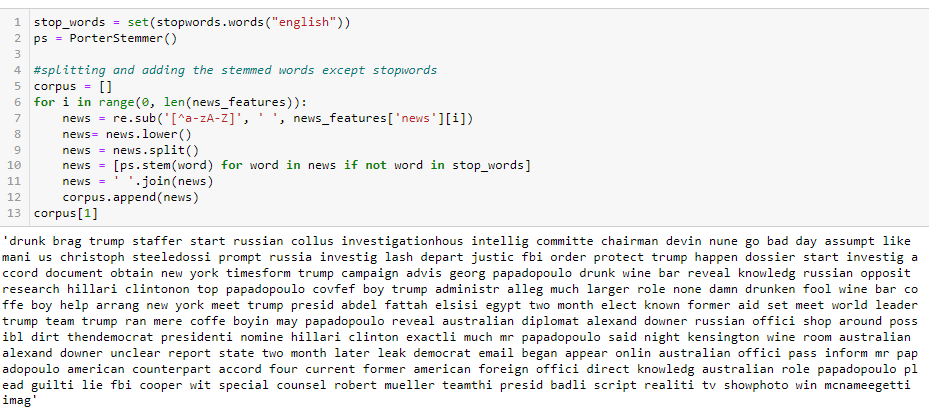 1 stop_words = set(stopwords.words("english"))
2 ps = PorterStemmer()
3
4 #splitting and adding the stemmed words except stopwords
5 corpus = []
6 for i in range(0, len(news_features)):
7     news = re.sub('[^a-zA-Z]', ' ', news_features['news'][i])
8     news= news.lower()
9     news = news.split()
10     news = [ps.stem(word) for word in news if not word in stop_words]
11     news = ' '.join(news)
12     corpus.append(news)
13 corpus[1]
'drunk brag trump staffer start russian collus investigationhous intellig committe chairman devin nune go bad day assumpt like
mani us christoph steeledossi prompt russia investig lash depart justic fbi order protect trump happen dossier start investig a
ccord document obtain new york timesform trump campaign advis georg papadopoulo drunk wine bar reveal knowledg russian opposit
research hillari clintonon top papadopoulo covfef boy trump administr alleg much larger role none damn drunken fool wine bar co
ffe boy help arrang new york meet trump presid abdel fattah elsisi egypt two month elect known former aid set meet world leader
trump team trump ran mere coffe boyin may papadopoulo reveal australian diplomat alexand downer russian offici shop around poss
ibl dirt thendemocrat presidenti nomine hillari clinton exactli much mr papadopoulo said night kensington wine room australian
alexand downer unclear report state two month later leak democrat email began appear onlin australian offici pass inform mr pap
adopoulo american counterpart accord four current former american foreign offici direct knowledg australian role papadopoulo pl
ead guilti lie fbi cooper wit special counsel robert mueller teamthi presid badli script realiti tv showphoto win mcnameegetti
imag'